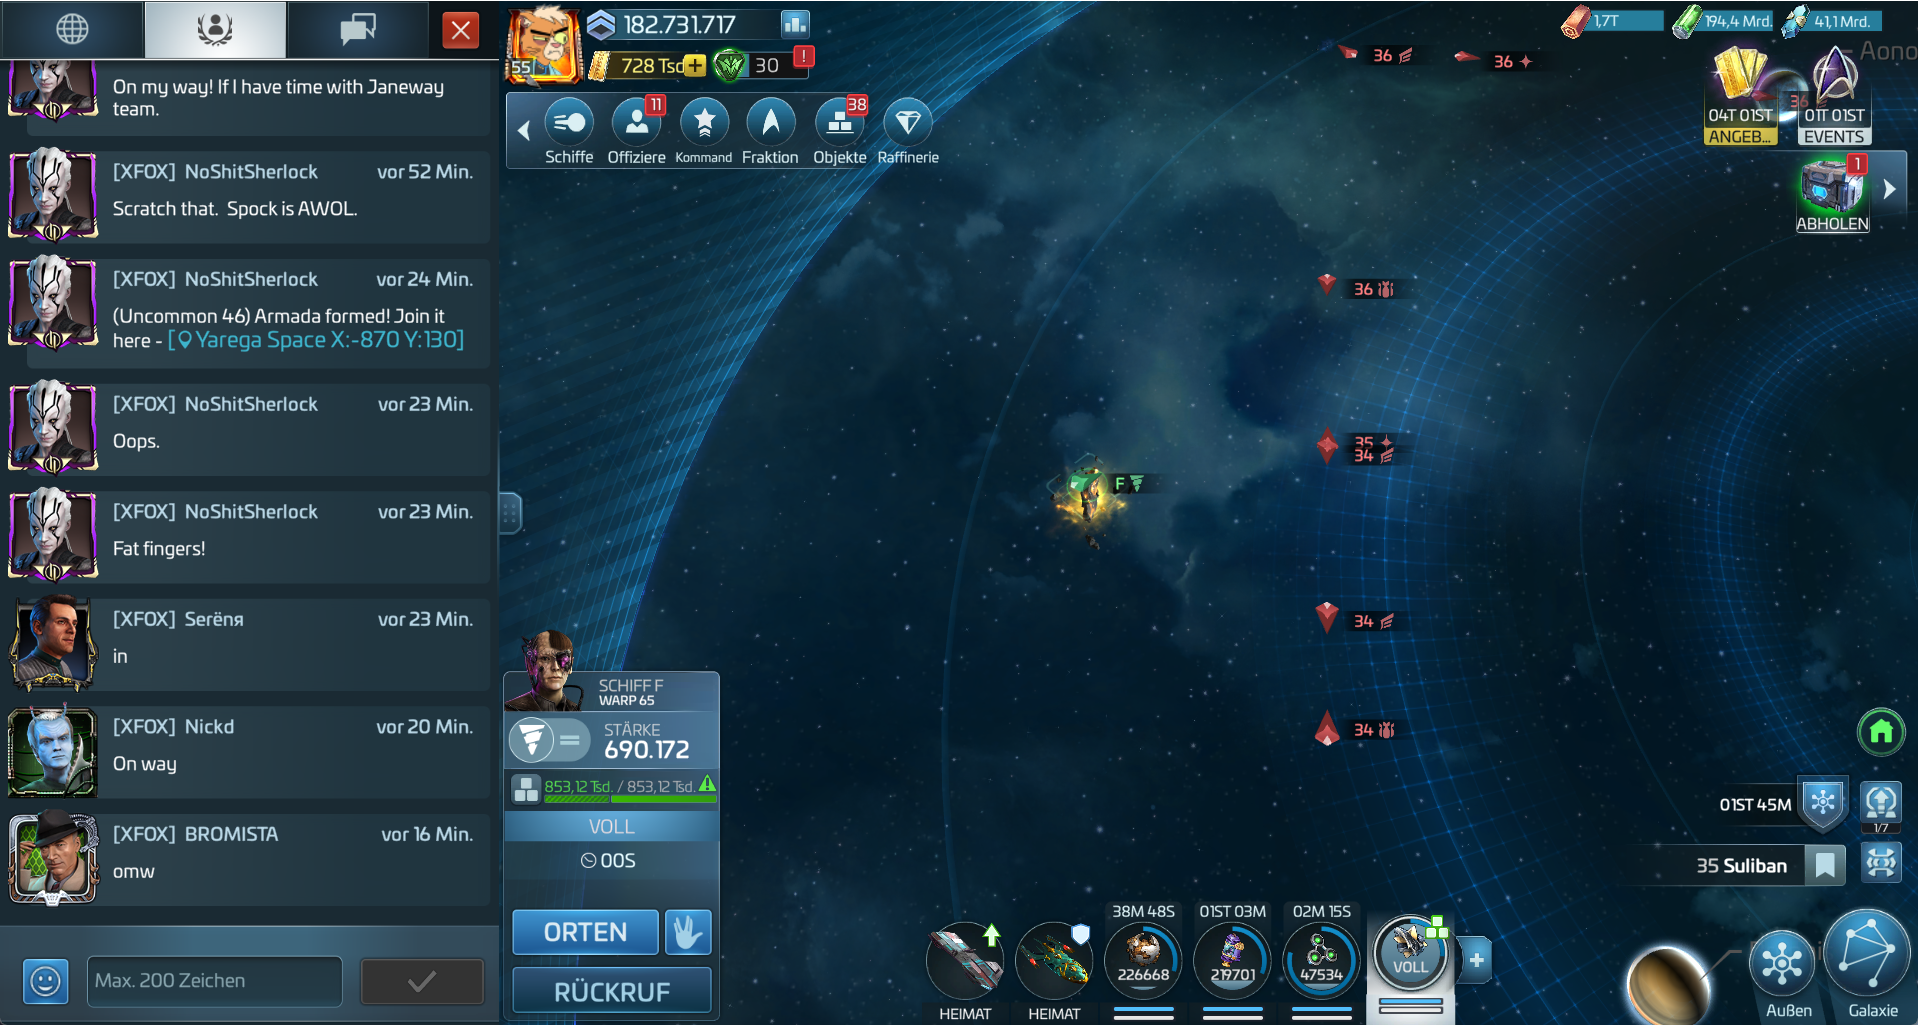 On my way! If I have time with Janeway
team.
[XFOX] NoShitSherlock vor 52 Min.
Scratch that. Spock is AWOL.
[XFOX] NoShitSherlock vor 24 Min.
(Uncommon 46) Armada formed! Join it
here - [Yarega Space X:-870 Y:130]
[XFOX] NoShitSherlock vor 23 Min.
Oops.
[XFOX] NoShitSherlock vor 23 Min.
Fat fingers!
[XFOX] Serënя vor 23 Min.
in
[XFOX] Nickd vor 20 Min.
On way
[XFOX] BROMISTA vor 16 Min.
omw
Max. 200 Zeichen
55
182.731.717
728 Tsd
+
30
!
1,7T
194,4 Mrd.
41,1 Mrd.
11
38
Schiffe Offiziere Kommand Fraktion Objekte Raffinerie
36
36
Aono
36
04T 01ST
ANGEB...
01T 01ST
EVENTS
1
ABHOLEN
36
35
34
F
34
34
SCHIFF F
WARP 65
STÄRKE
690.172
853,12 Tsd. / 853,12 Tsd.
VOLL
00S
ORTEN
RÜCKRUF
HEIMAT
HEIMAT
38M 48S
226668
01ST 03M
219701
02M 15S
47534
VOLL
+
01ST 45M
1/7
35 Suliban
Außen
Galaxie